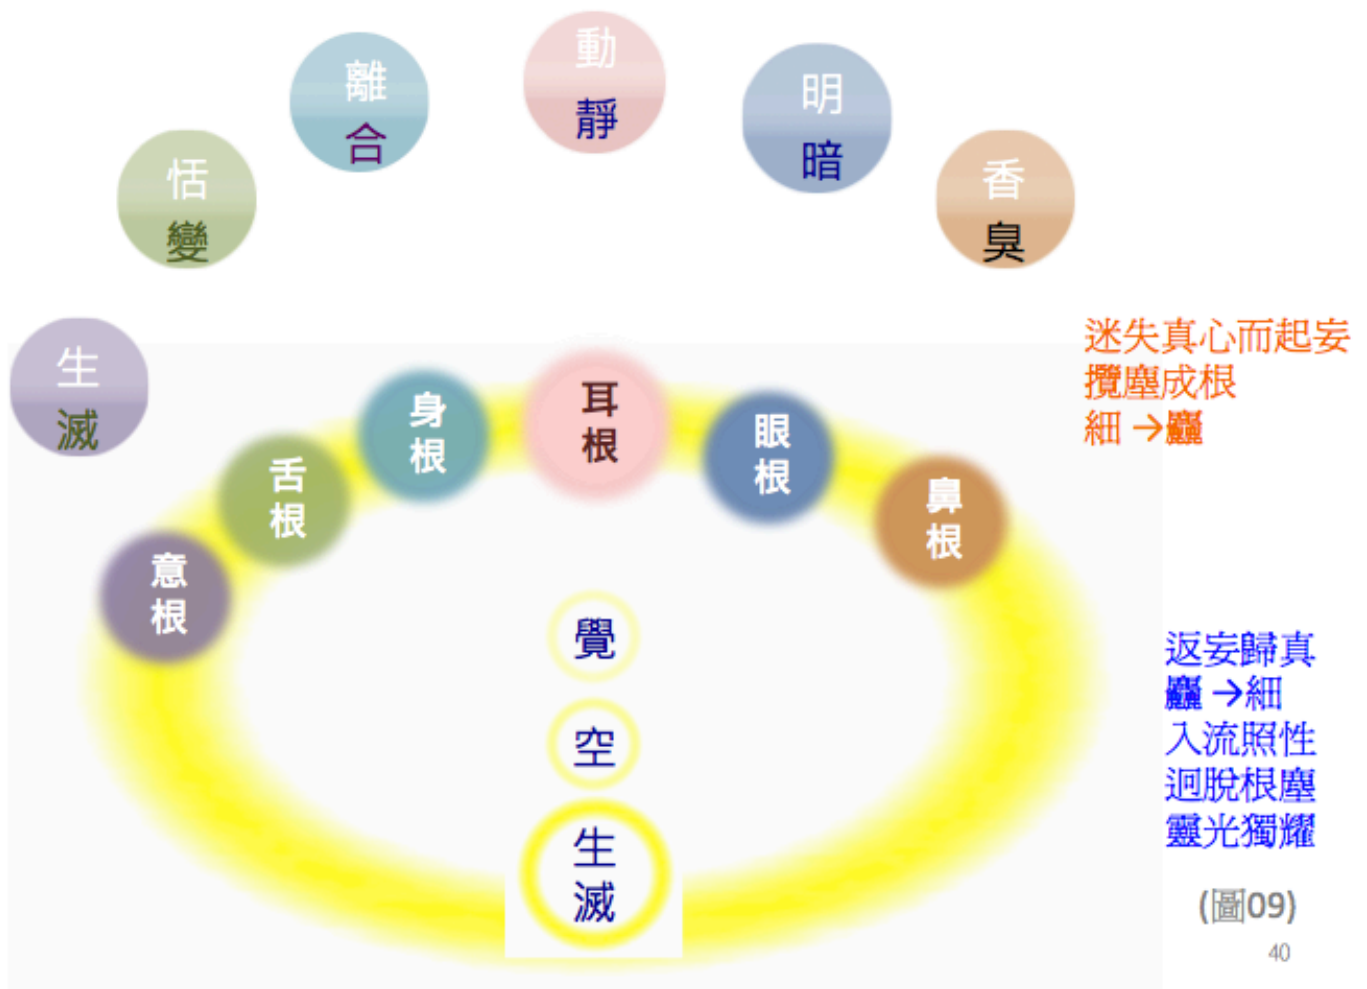 動
靜
離
合
明
暗
恬
變
香
臭
生
滅
耳
根
身
根
眼
根
舌
根
鼻
根
意
根
覺
空
生
滅
迷失真心而起妄
攬塵成根
細→麤
返妄歸真
麤→細
入流照性
迥脫根塵
靈光獨耀
(圖09)
40